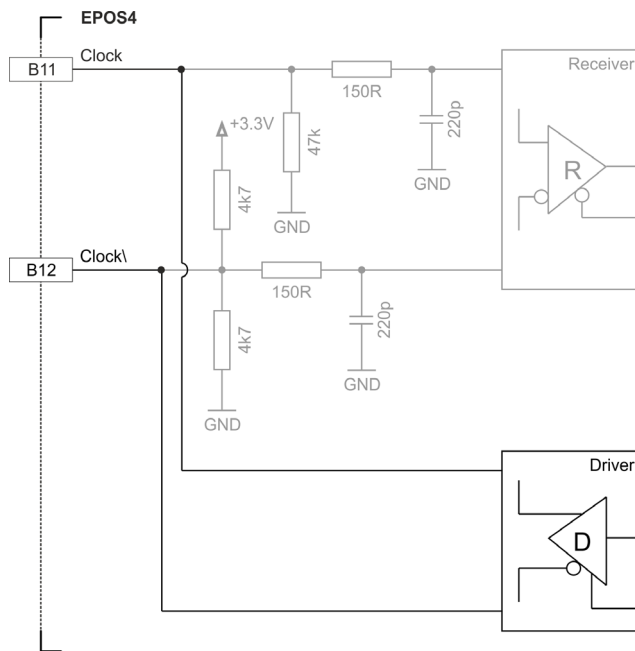 EPOS4
B11
Clock
150R
Receiver
220p
+3.3V
47k
4k7
GND
GND
R
B12
Clock\
150R
220p
4k7
GND
GND
Driver
D